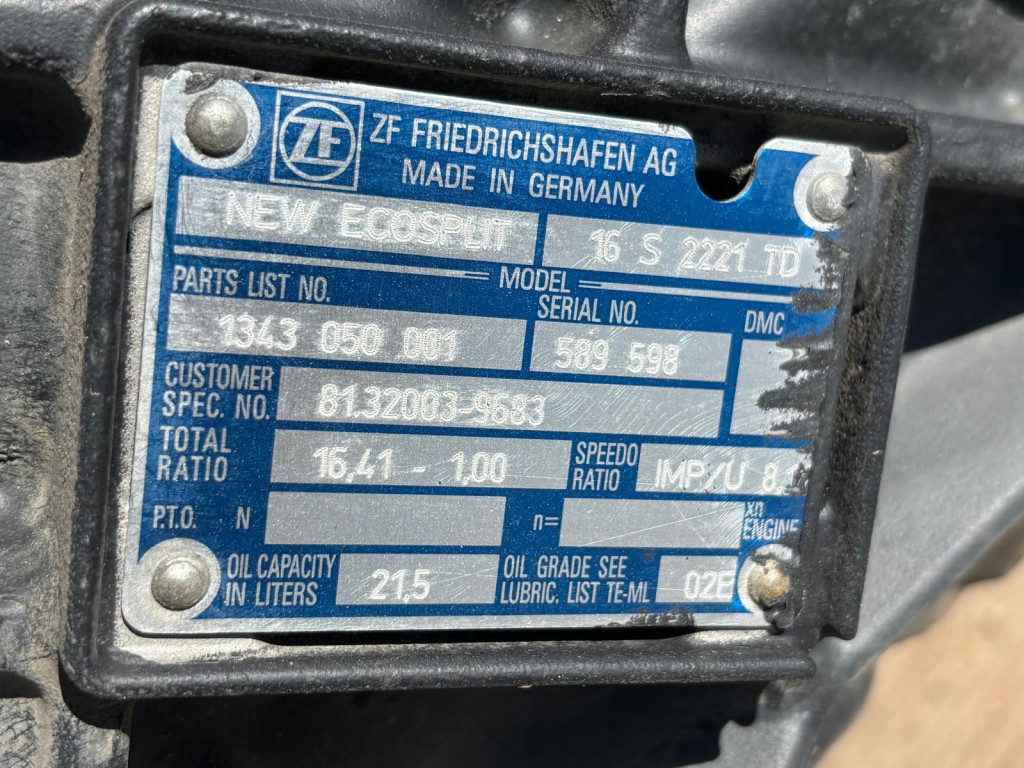 ZF
ZF FRIEDRICHSHAFEN AG
MADE IN GERMANY
NEW ECOSPLIT 16 S 2221 TD
MODEL
PARTS LIST NO. SERIAL NO. DMC
1343 050 001 589 598
CUSTOMER
SPEC. NO. 81.32003-9683
TOTAL
RATIO 16,41 - 1,00 SPEEDO
RATIO IMP/U 8,
P.T.O. N n= xn
ENGINE
OIL CAPACITY
IN LITERS 21,5 OIL GRADE SEE
LUBRIC. LIST TE-ML 02E